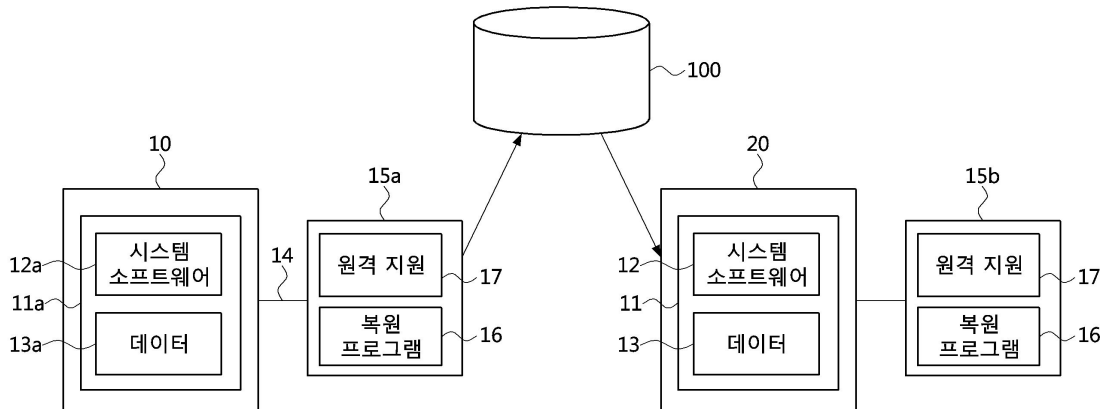 100
10
20
15a
15b
시스템
소프트웨어
12a
14
원격 지원
17
11a
데이터
13a
복원
프로그램
16
시스템
소프트웨어
12
11
데이터
13
원격 지원
17
복원
프로그램
16